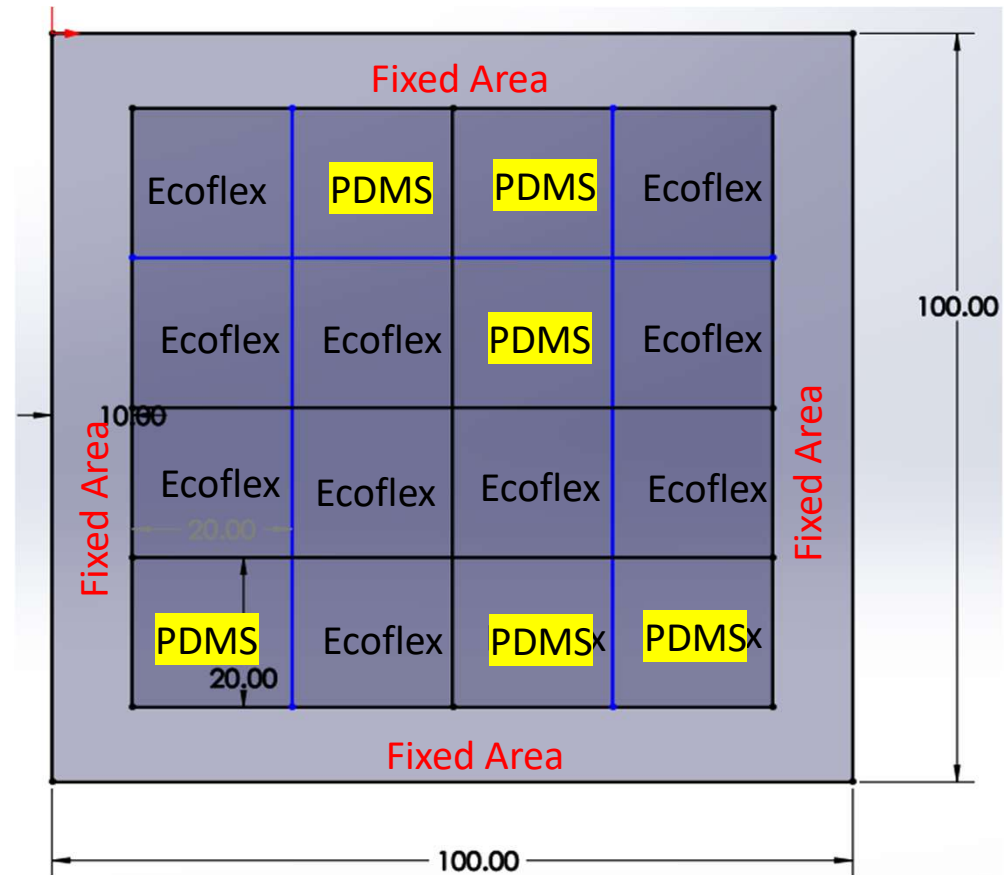 Fixed Area
Ecoflex PDMS PDMS Ecoflex
100.00
Ecoflex Ecoflex PDMS Ecoflex
10.00
Fixed Area
Fixed Area
Ecoflex Ecoflex Ecoflex Ecoflex
20.00
PDMS Ecoflex PDMSx PDMSx
20.00
Fixed Area
100.00